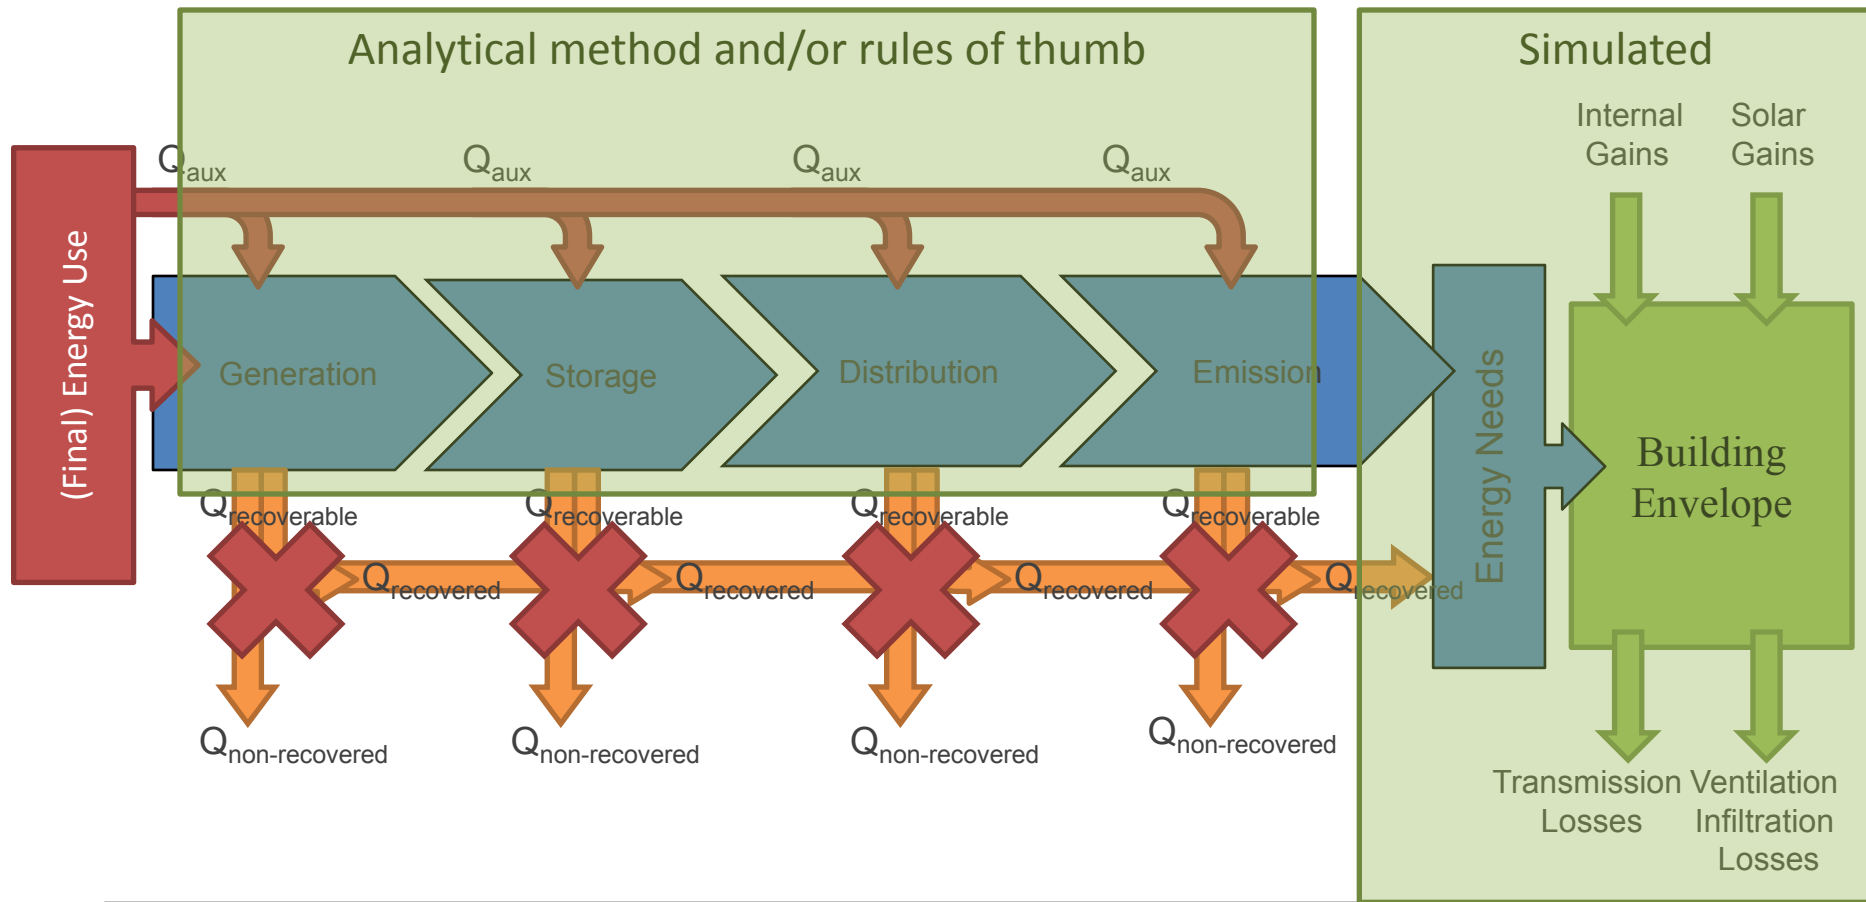 Analytical method and/or rules of thumb
Simulated
Internal
Gains
Solar
Gains
(Final) Energy Use
Qaux
Qaux
Qaux
Qaux
Generation
Storage
Distribution
Emission
Energy Needs
Building
Envelope
Qrecoverable
Qrecoverable
Qrecoverable
Qrecoverable
Qrecovered
Qrecovered
Qrecovered
Qrecovered
Qnon-recovered
Qnon-recovered
Qnon-recovered
Qnon-recovered
Transmission
Losses
Ventilation
Infiltration
Losses